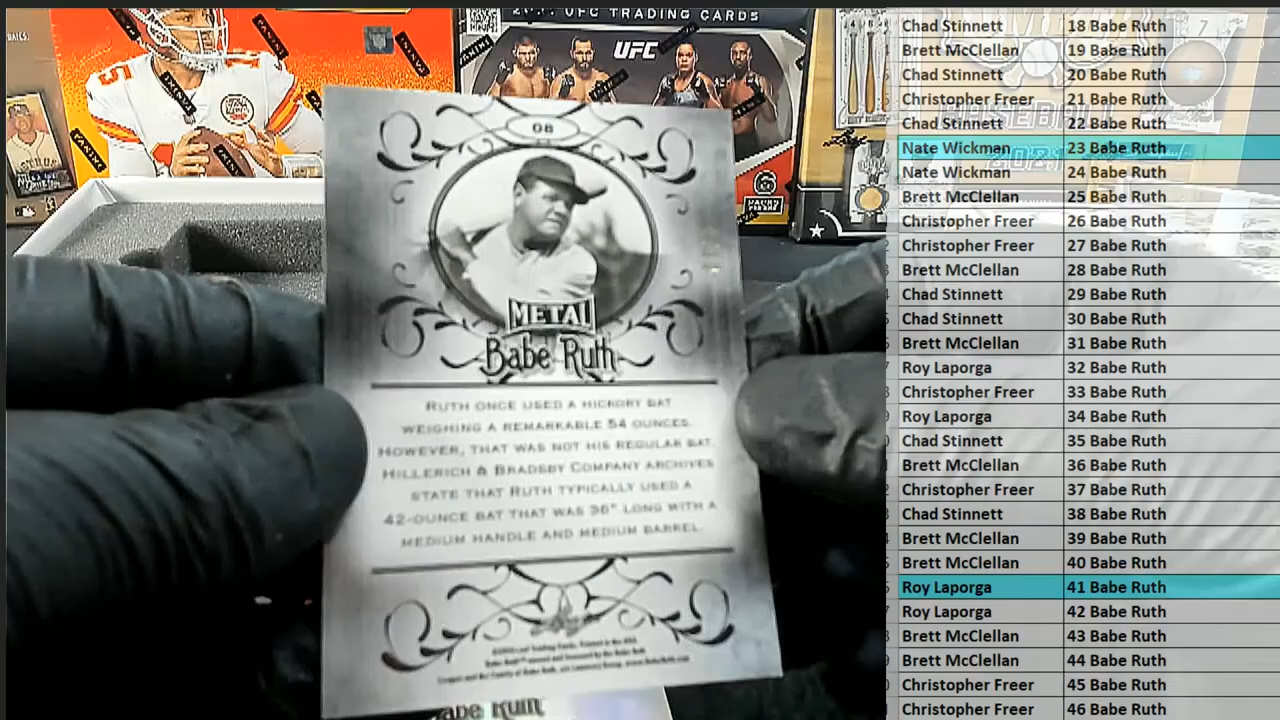 UFC TRADING CARDS
UFC
PANINI
15
08
METAL
Babe Ruth
RUTH ONCE USED A HICKORY BAT
WEIGHING A REMARKABLE 54 OUNCES.
HOWEVER, THAT WAS NOT HIS REGULAR BAT.
HILLERICH & BRADSBY COMPANY ARCHIVES
STATE THAT RUTH TYPICALLY USED A
42-OUNCE BAT THAT WAS 36" LONG WITH A
MEDIUM HANDLE AND MEDIUM BARREL.
Chad Stinnett 18 Babe Ruth
Brett McClellan 19 Babe Ruth
Chad Stinnett 20 Babe Ruth
Christopher Freer 21 Babe Ruth
Chad Stinnett 22 Babe Ruth
Nate Wickman 23 Babe Ruth
Nate Wickman 24 Babe Ruth
Brett McClellan 25 Babe Ruth
Christopher Freer 26 Babe Ruth
Christopher Freer 27 Babe Ruth
Brett McClellan 28 Babe Ruth
Chad Stinnett 29 Babe Ruth
Chad Stinnett 30 Babe Ruth
Brett McClellan 31 Babe Ruth
Roy Laporga 32 Babe Ruth
Christopher Freer 33 Babe Ruth
Roy Laporga 34 Babe Ruth
Chad Stinnett 35 Babe Ruth
Brett McClellan 36 Babe Ruth
Christopher Freer 37 Babe Ruth
Chad Stinnett 38 Babe Ruth
Brett McClellan 39 Babe Ruth
Brett McClellan 40 Babe Ruth
Roy Laporga 41 Babe Ruth
Roy Laporga 42 Babe Ruth
Brett McClellan 43 Babe Ruth
Brett McClellan 44 Babe Ruth
Christopher Freer 45 Babe Ruth
Christopher Freer 46 Babe Ruth